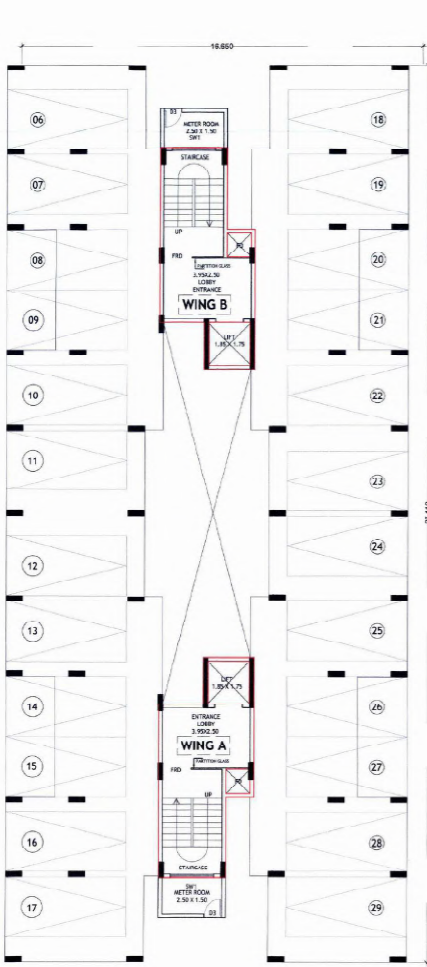 16.650
06
D3
METER ROOM
2.50 X 1.50
SW1
18
STAIRCASE
07
19
UP
FRD
08
20
PARTITION GLASS
3.95X2.50
LOBBY
ENTRANCE
WING B
09
21
LIFT
1.85 X 1.75
10
22
11
23
12
24
13
25
LIFT
1.85 X 1.75
14
26
ENTRANCE
LOBBY
3.95X2.50
WING A
PARTITION GLASS
15
27
FRD
UP
16
28
STAIRCASE
SW1
METER ROOM
2.50 X 1.50
D3
17
29